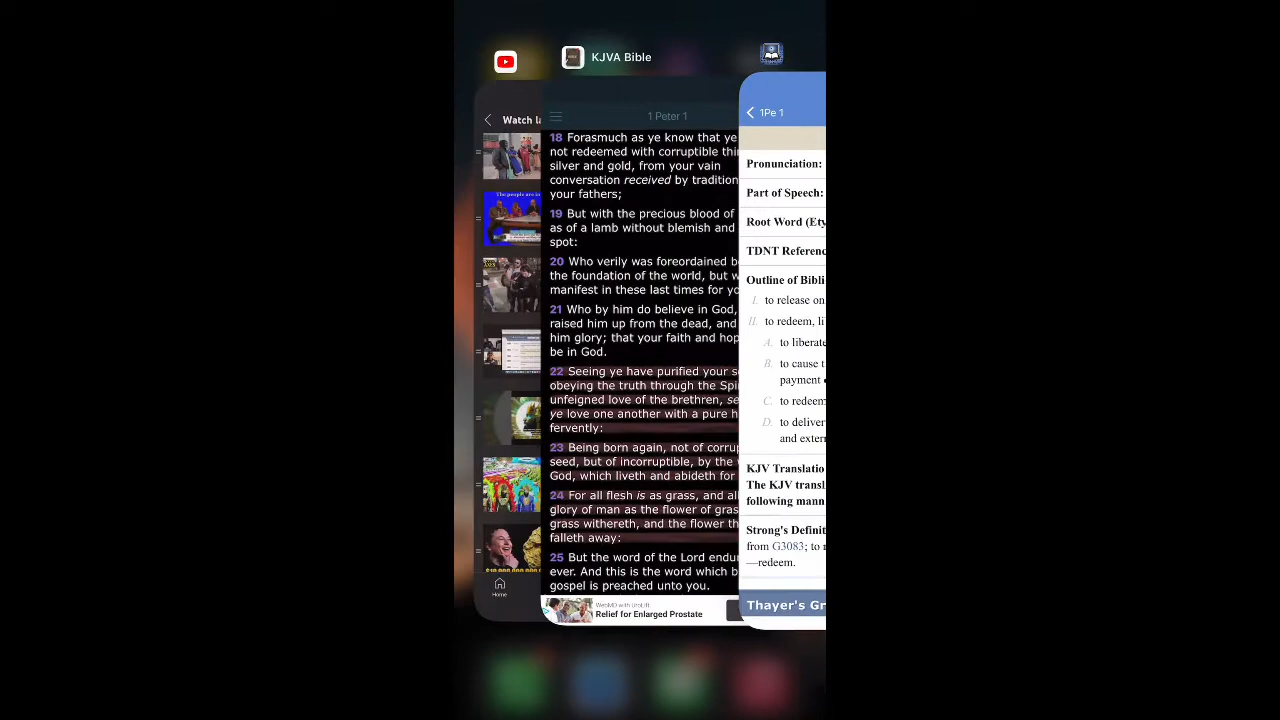 KJVA Bible
Watch la
1 Peter 1
18 Forasmuch as ye know that ye
not redeemed with corruptible thin
silver and gold, from your vain
conversation received by tradition
your fathers;
19 But with the precious blood of
as of a lamb without blemish and
spot:
20 Who verily was foreordained be
the foundation of the world, but w
manifest in these last times for yo
21 Who by him do believe in God,
raised him up from the dead, and
him glory; that your faith and hop
be in God.
22 Seeing ye have purified your so
obeying the truth through the Spir
unfeigned love of the brethren, se
ye love one another with a pure h
fervently:
23 Being born again, not of corrup
seed, but of incorruptible, by the w
God, which liveth and abideth for
24 For all flesh is as grass, and all
glory of man as the flower of gras
grass withereth, and the flower th
falleth away:
25 But the word of the Lord endur
ever. And this is the word which b
gospel is preached unto you.
WebMD with UroLift
Relief for Enlarged Prostate
Home
1Pe 1
Pronunciation:
Part of Speech:
Root Word (Ety
TDNT Referenc
Outline of Bibli
I. to release on
II. to redeem, li
A. to liberate
B. to cause t
payment
C. to redeem
D. to deliver
and extern
KJV Translatio
The KJV transl
following mann
Strong's Definit
from G3083; to r
—redeem.
Thayer's Gr